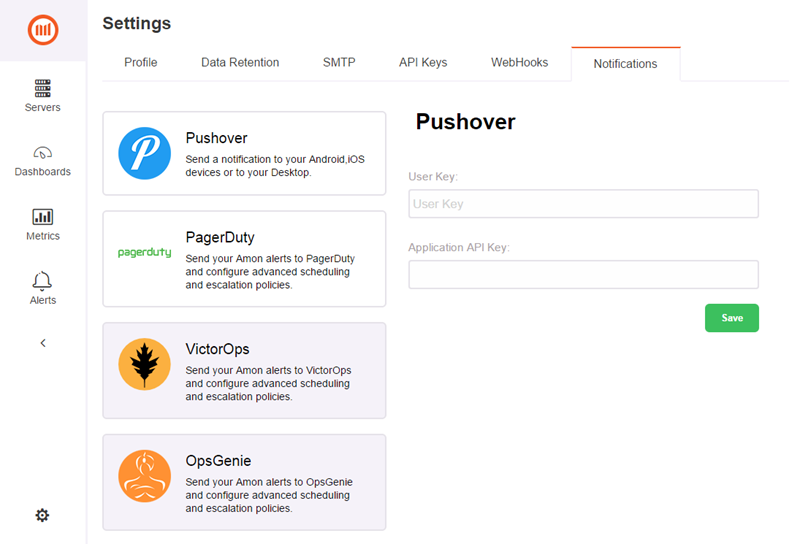 Settings
Profile
Data Retention
SMTP
API Keys
WebHooks
Notifications
Servers
Dashboards
Metrics
Alerts
Pushover
Send a notification to your Android,iOS
devices or to your Desktop.
pagerduty
PagerDuty
Send your Amon alerts to PagerDuty
and configure advanced scheduling
and escalation policies.
VictorOps
Send your Amon alerts to VictorOps
and configure advanced scheduling
and escalation policies.
OpsGenie
Send your Amon alerts to OpsGenie
and configure advanced scheduling
and escalation policies.
Pushover
User Key:
User Key
Application API Key:
Save